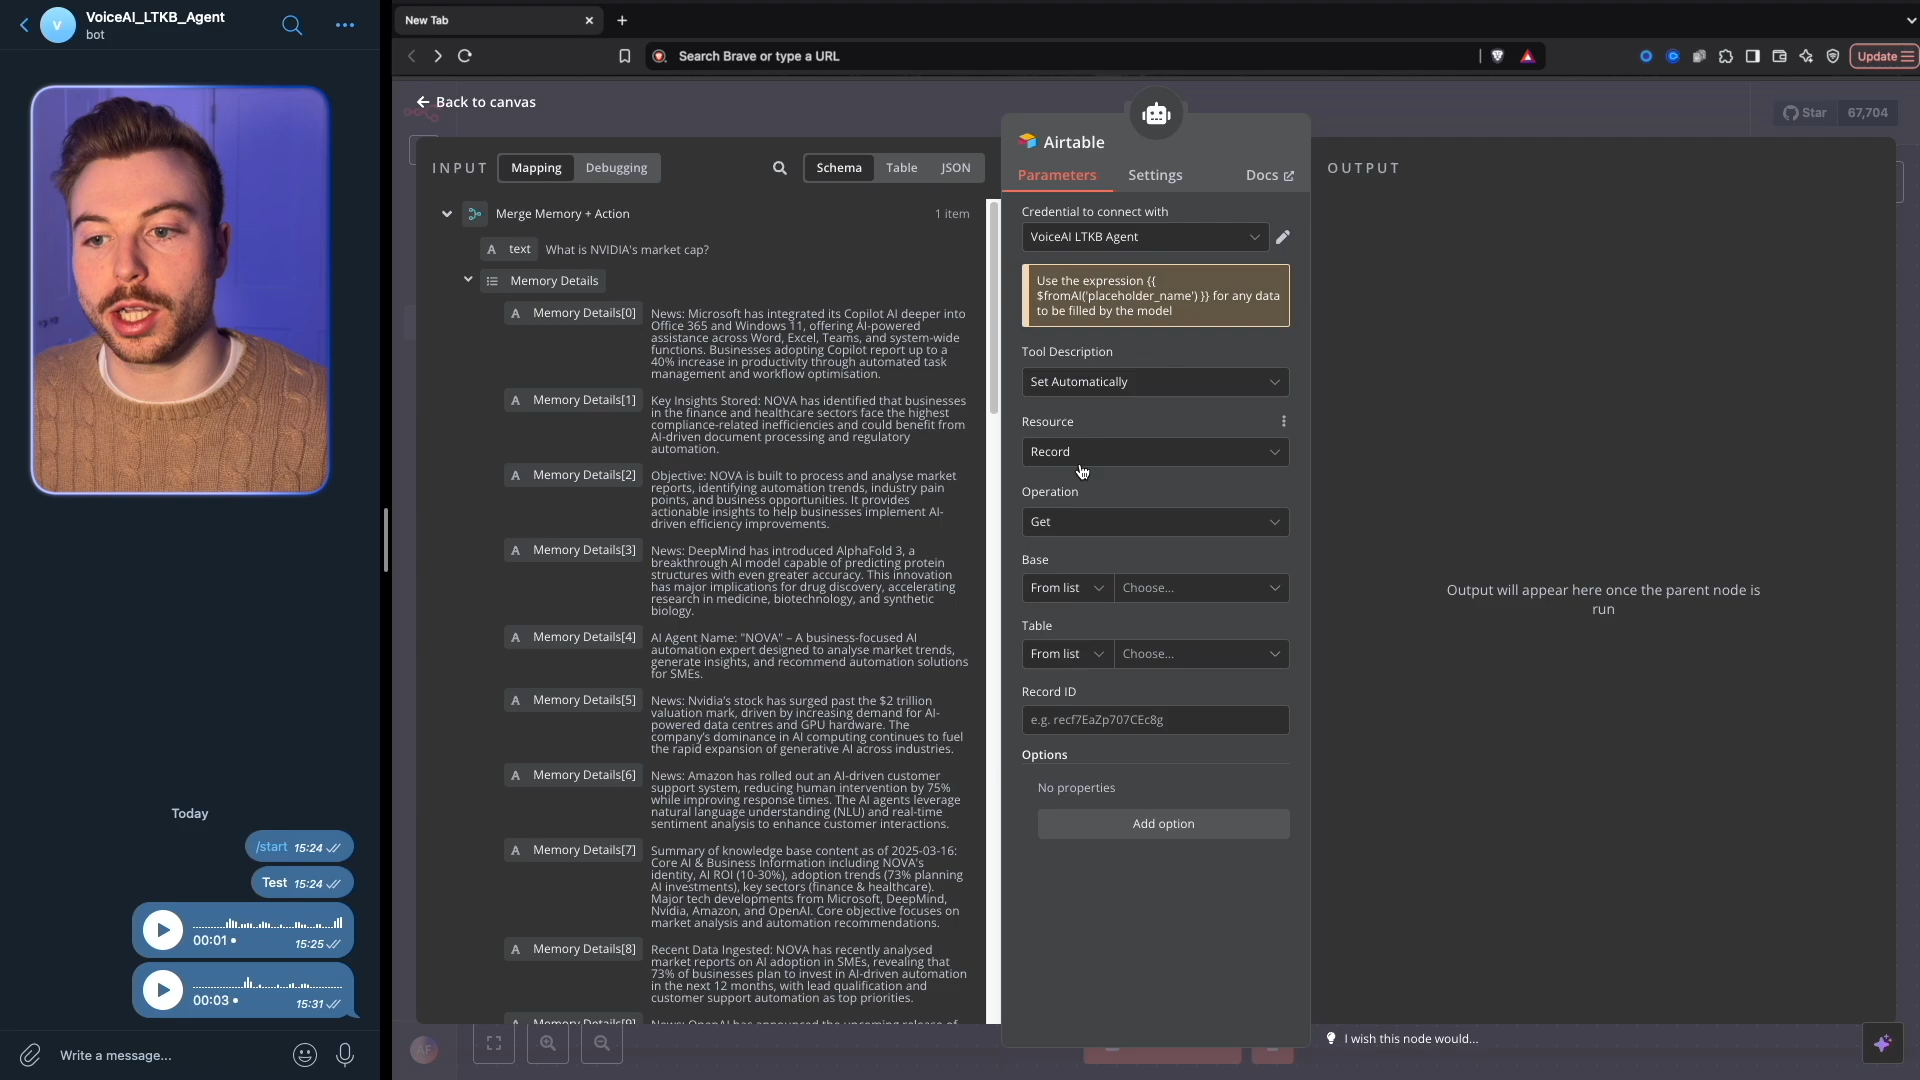 VoiceAI_LTKB_Agent
bot
V
Today
/start 15:24
Test 15:24
00:01
15:25
00:03
15:31
Write a message...
New Tab
Search Brave or type a URL
Update
Back to canvas
Star 67,704
INPUT
Mapping
Debugging
Schema
Table
JSON
Merge Memory + Action
1 item
A text What is NVIDIA's market cap?
Memory Details
A Memory Details[0]
News: Microsoft has integrated its Copilot AI deeper into
Office 365 and Windows 11, offering AI-powered
assistance across Word, Excel, Teams, and system-wide
functions. Businesses adopting Copilot report up to a
40% increase in productivity through automated task
management and workflow optimisation.
A Memory Details[1]
Key Insights Stored: NOVA has identified that businesses
in the finance and healthcare sectors face the highest
compliance-related inefficiencies and could benefit from
AI-driven document processing and regulatory
automation.
A Memory Details[2]
Objective: NOVA is built to process and analyse market
reports, identifying automation trends, industry pain
points, and business opportunities. It provides
actionable insights to help businesses implement AI-
driven efficiency improvements.
A Memory Details[3]
News: DeepMind has introduced AlphaFold 3, a
breakthrough AI model capable of predicting protein
structures with even greater accuracy. This innovation
has major implications for drug discovery, accelerating
research in medicine, biotechnology, and synthetic
biology.
A Memory Details[4]
AI Agent Name: "NOVA" – A business-focused AI
automation expert designed to analyse market trends,
generate insights, and recommend automation solutions
for SMEs.
A Memory Details[5]
News: Nvidia's stock has surged past the $2 trillion
valuation mark, driven by increasing demand for AI-
powered data centres and GPU hardware. The
company's dominance in AI computing continues to fuel
the rapid expansion of generative AI across industries.
A Memory Details[6]
News: Amazon has rolled out an AI-driven customer
support system, reducing human intervention by 75%
while improving response times. The AI agents leverage
natural language understanding (NLU) and real-time
sentiment analysis to enhance customer interactions.
A Memory Details[7]
Summary of knowledge base content as of 2025-03-16:
Core AI & Business Information including NOVA's
identity, AI ROI (10-30%), adoption trends (73% planning
AI investments), key sectors (finance & healthcare).
Major tech developments from Microsoft, DeepMind,
Nvidia, Amazon, and OpenAI. Core objective focuses on
market analysis and automation recommendations.
A Memory Details[8]
Recent Data Ingested: NOVA has recently analysed
market reports on AI adoption in SMEs, revealing that
73% of businesses plan to invest in AI-driven automation
in the next 12 months, with lead qualification and
customer support automation as top priorities.
A Memory Details[9]
News: OpenAI has announced the upcoming release of
AF
Airtable
Parameters
Settings
Docs
Credential to connect with
VoiceAI LTKB Agent
Use the expression {{
$fromAI('placeholder_name') }} for any data
to be filled by the model
Tool Description
Set Automatically
Resource
Record
Operation
Get
Base
From list
Choose...
Table
From list
Choose...
Record ID
e.g. recf7EaZp707CEc8g
Options
No properties
Add option
OUTPUT
Output will appear here once the parent node is
run
I wish this node would...